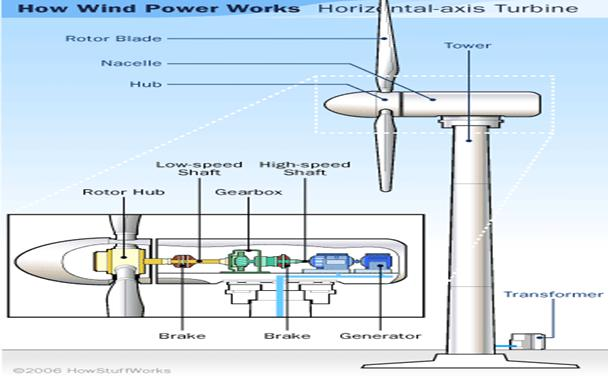 How Wind Power Works Horizontal-axis Turbine
Rotor Blade
Tower
Nacelle
Hub
Low-speed
Shaft
High-speed
Shaft
Rotor Hub
Gearbox
Transformer
Brake
Brake
Generator
©2006 HowStuffWorks